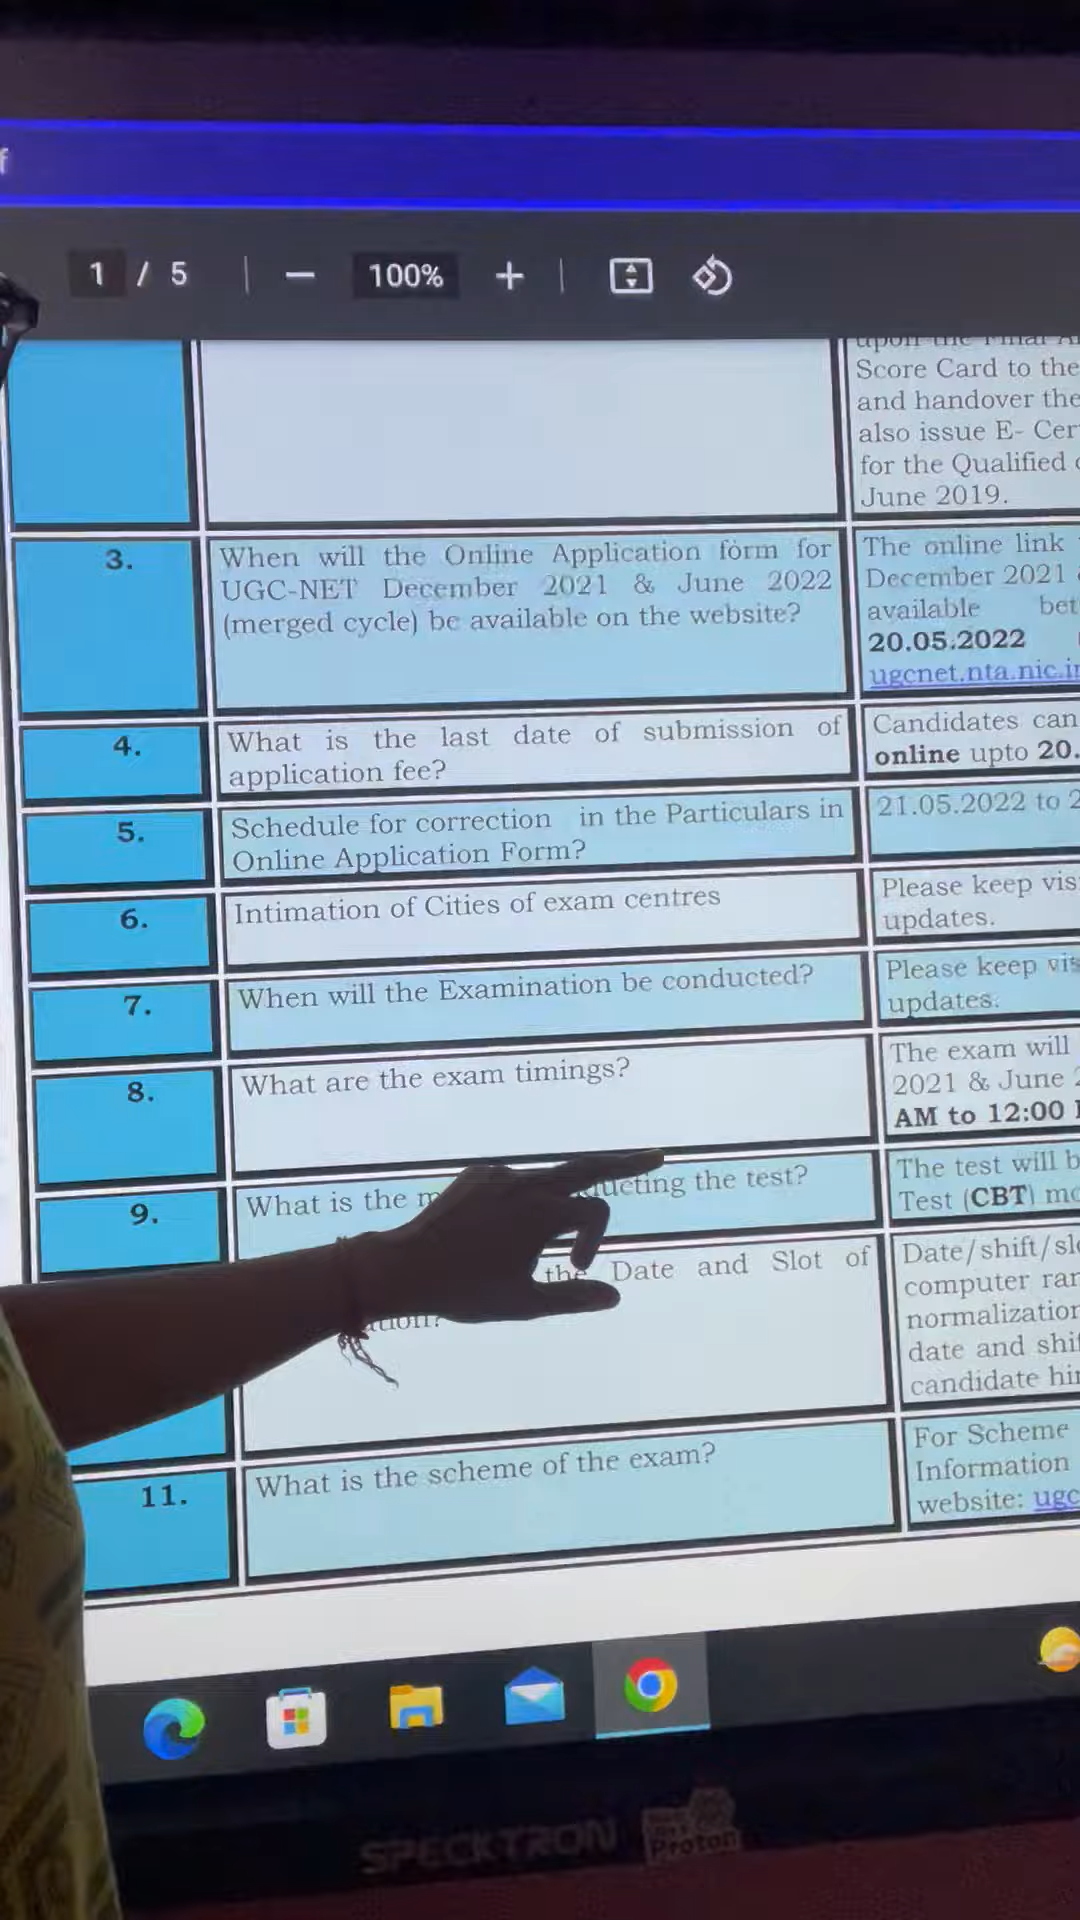 f
1 / 5
100%
Score Card to the
and handover the
also issue E- Cer
for the Qualified
June 2019.
3.
When will the Online Application form for
UGC-NET December 2021 & June 2022
(merged cycle) be available on the website?
The online link
December 2021
available bet
20.05.2022
ugcnet.nta.nic.in
4.
What is the last date of submission of
application fee?
Candidates can
online upto 20.
5.
Schedule for correction in the Particulars in
Online Application Form?
21.05.2022 to 2
6.
Intimation of Cities of exam centres
Please keep vis
updates.
7.
When will the Examination be conducted?
Please keep vis
updates.
8.
What are the exam timings?
The exam will
2021 & June 2
AM to 12:00
9.
What is the m ucting the test?
The test will b
Test (CBT) mo
the Date and Slot of
Date/shift/slo
computer ran
normalization
date and shif
candidate him
11.
What is the scheme of the exam?
For Scheme
Information
website: ugc
SPECKTRON
Proton